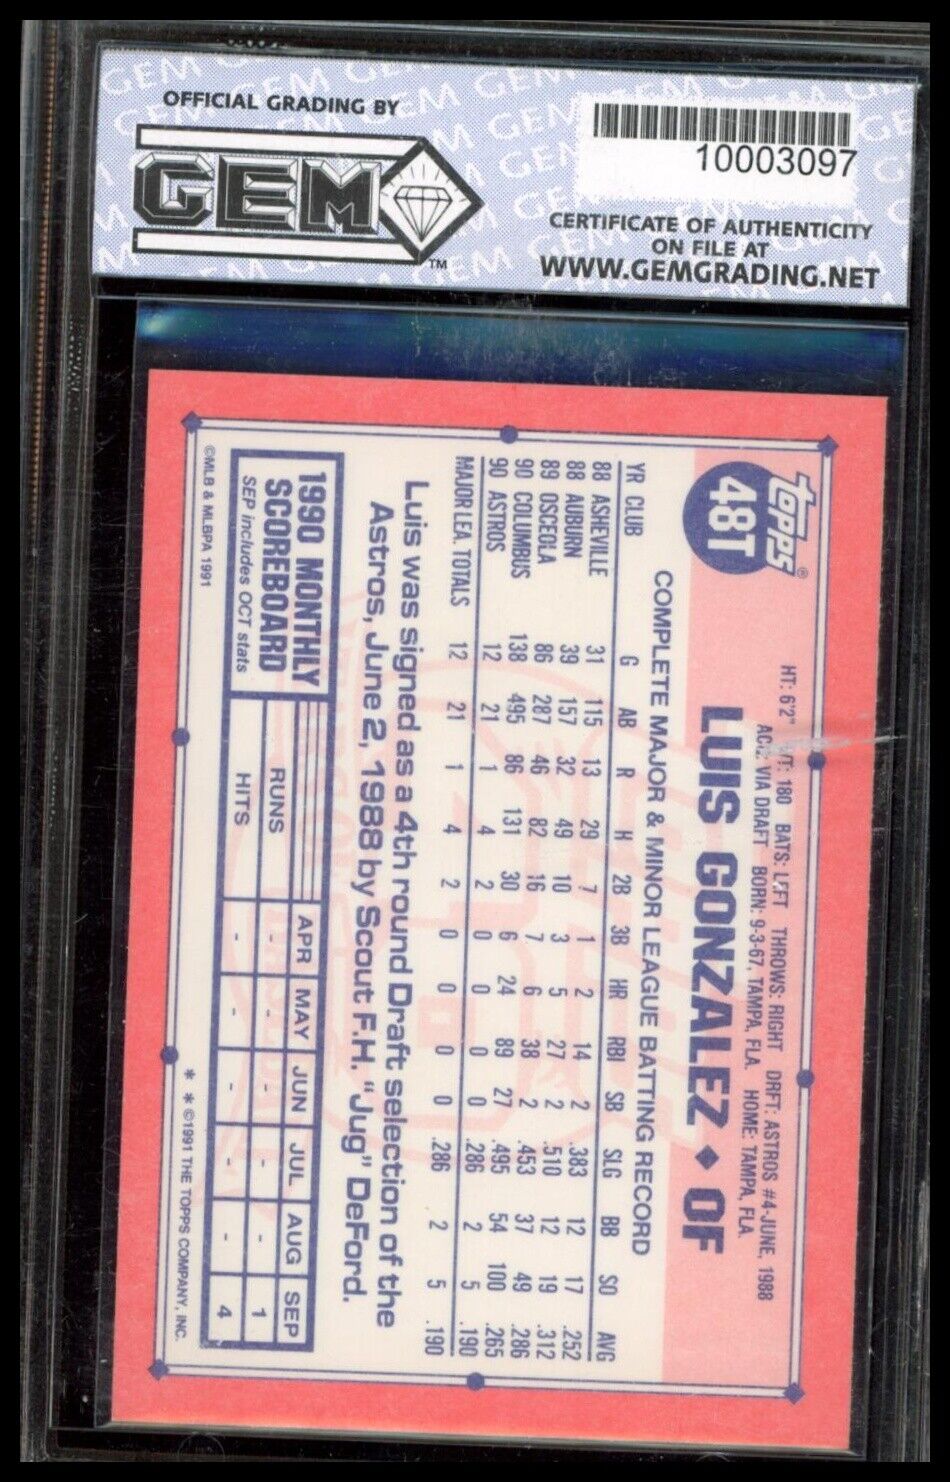 OFFICIAL GRADING BY
GEM
™
10003097
CERTIFICATE OF AUTHENTICITY
ON FILE AT
WWW.GEMGRADING.NET
topps®
48T
HT: 6'2" WT: 180 BATS: LEFT THROWS: RIGHT DRFT: ASTROS #4-JUNE, 1988
ACQ: VIA DRAFT BORN: 9-3-67, TAMPA, FLA. HOME: TAMPA, FLA.
LUIS GONZALEZ ◆ OF
COMPLETE MAJOR & MINOR LEAGUE BATTING RECORD
YR CLUB G AB R H 2B 3B HR RBI SB SLG BB SO AVG
88 ASHEVILLE 31 115 13 29 7 1 2 14 2 .383 12 17 .252
88 AUBURN 39 157 32 49 10 3 5 27 2 .510 12 19 .312
89 OSCEOLA 86 287 46 82 16 7 6 38 2 .453 37 49 .286
90 COLUMBUS 138 495 86 131 30 6 24 89 27 .495 54 100 .265
90 ASTROS 12 21 1 4 2 0 0 0 0 .286 2 5 .190
MAJOR LEA. TOTALS 12 21 1 4 2 0 0 0 0 .286 2 5 .190
Luis was signed as a 4th round Draft selection of the
Astros, June 2, 1988 by Scout F.H. "Jug" DeFord.
1990 MONTHLY
SCOREBOARD
SEP includes OCT stats
APR MAY JUN JUL AUG SEP
RUNS - - - - - 1
HITS - - - - - 4
©MLB & MLBPA 1991
* * ©1991 THE TOPPS COMPANY, INC.